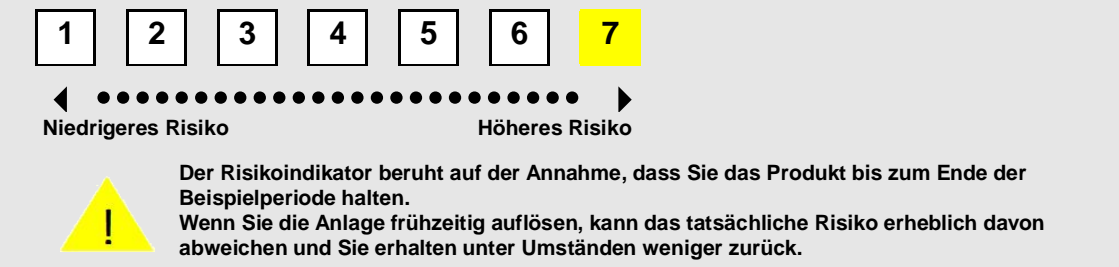 1 2 3 4 5 6 7
Niedrigeres Risiko Höheres Risiko
!
Der Risikoindikator beruht auf der Annahme, dass Sie das Produkt bis zum Ende der
Beispielperiode halten.
Wenn Sie die Anlage frühzeitig auflösen, kann das tatsächliche Risiko erheblich davon
abweichen und Sie erhalten unter Umständen weniger zurück.